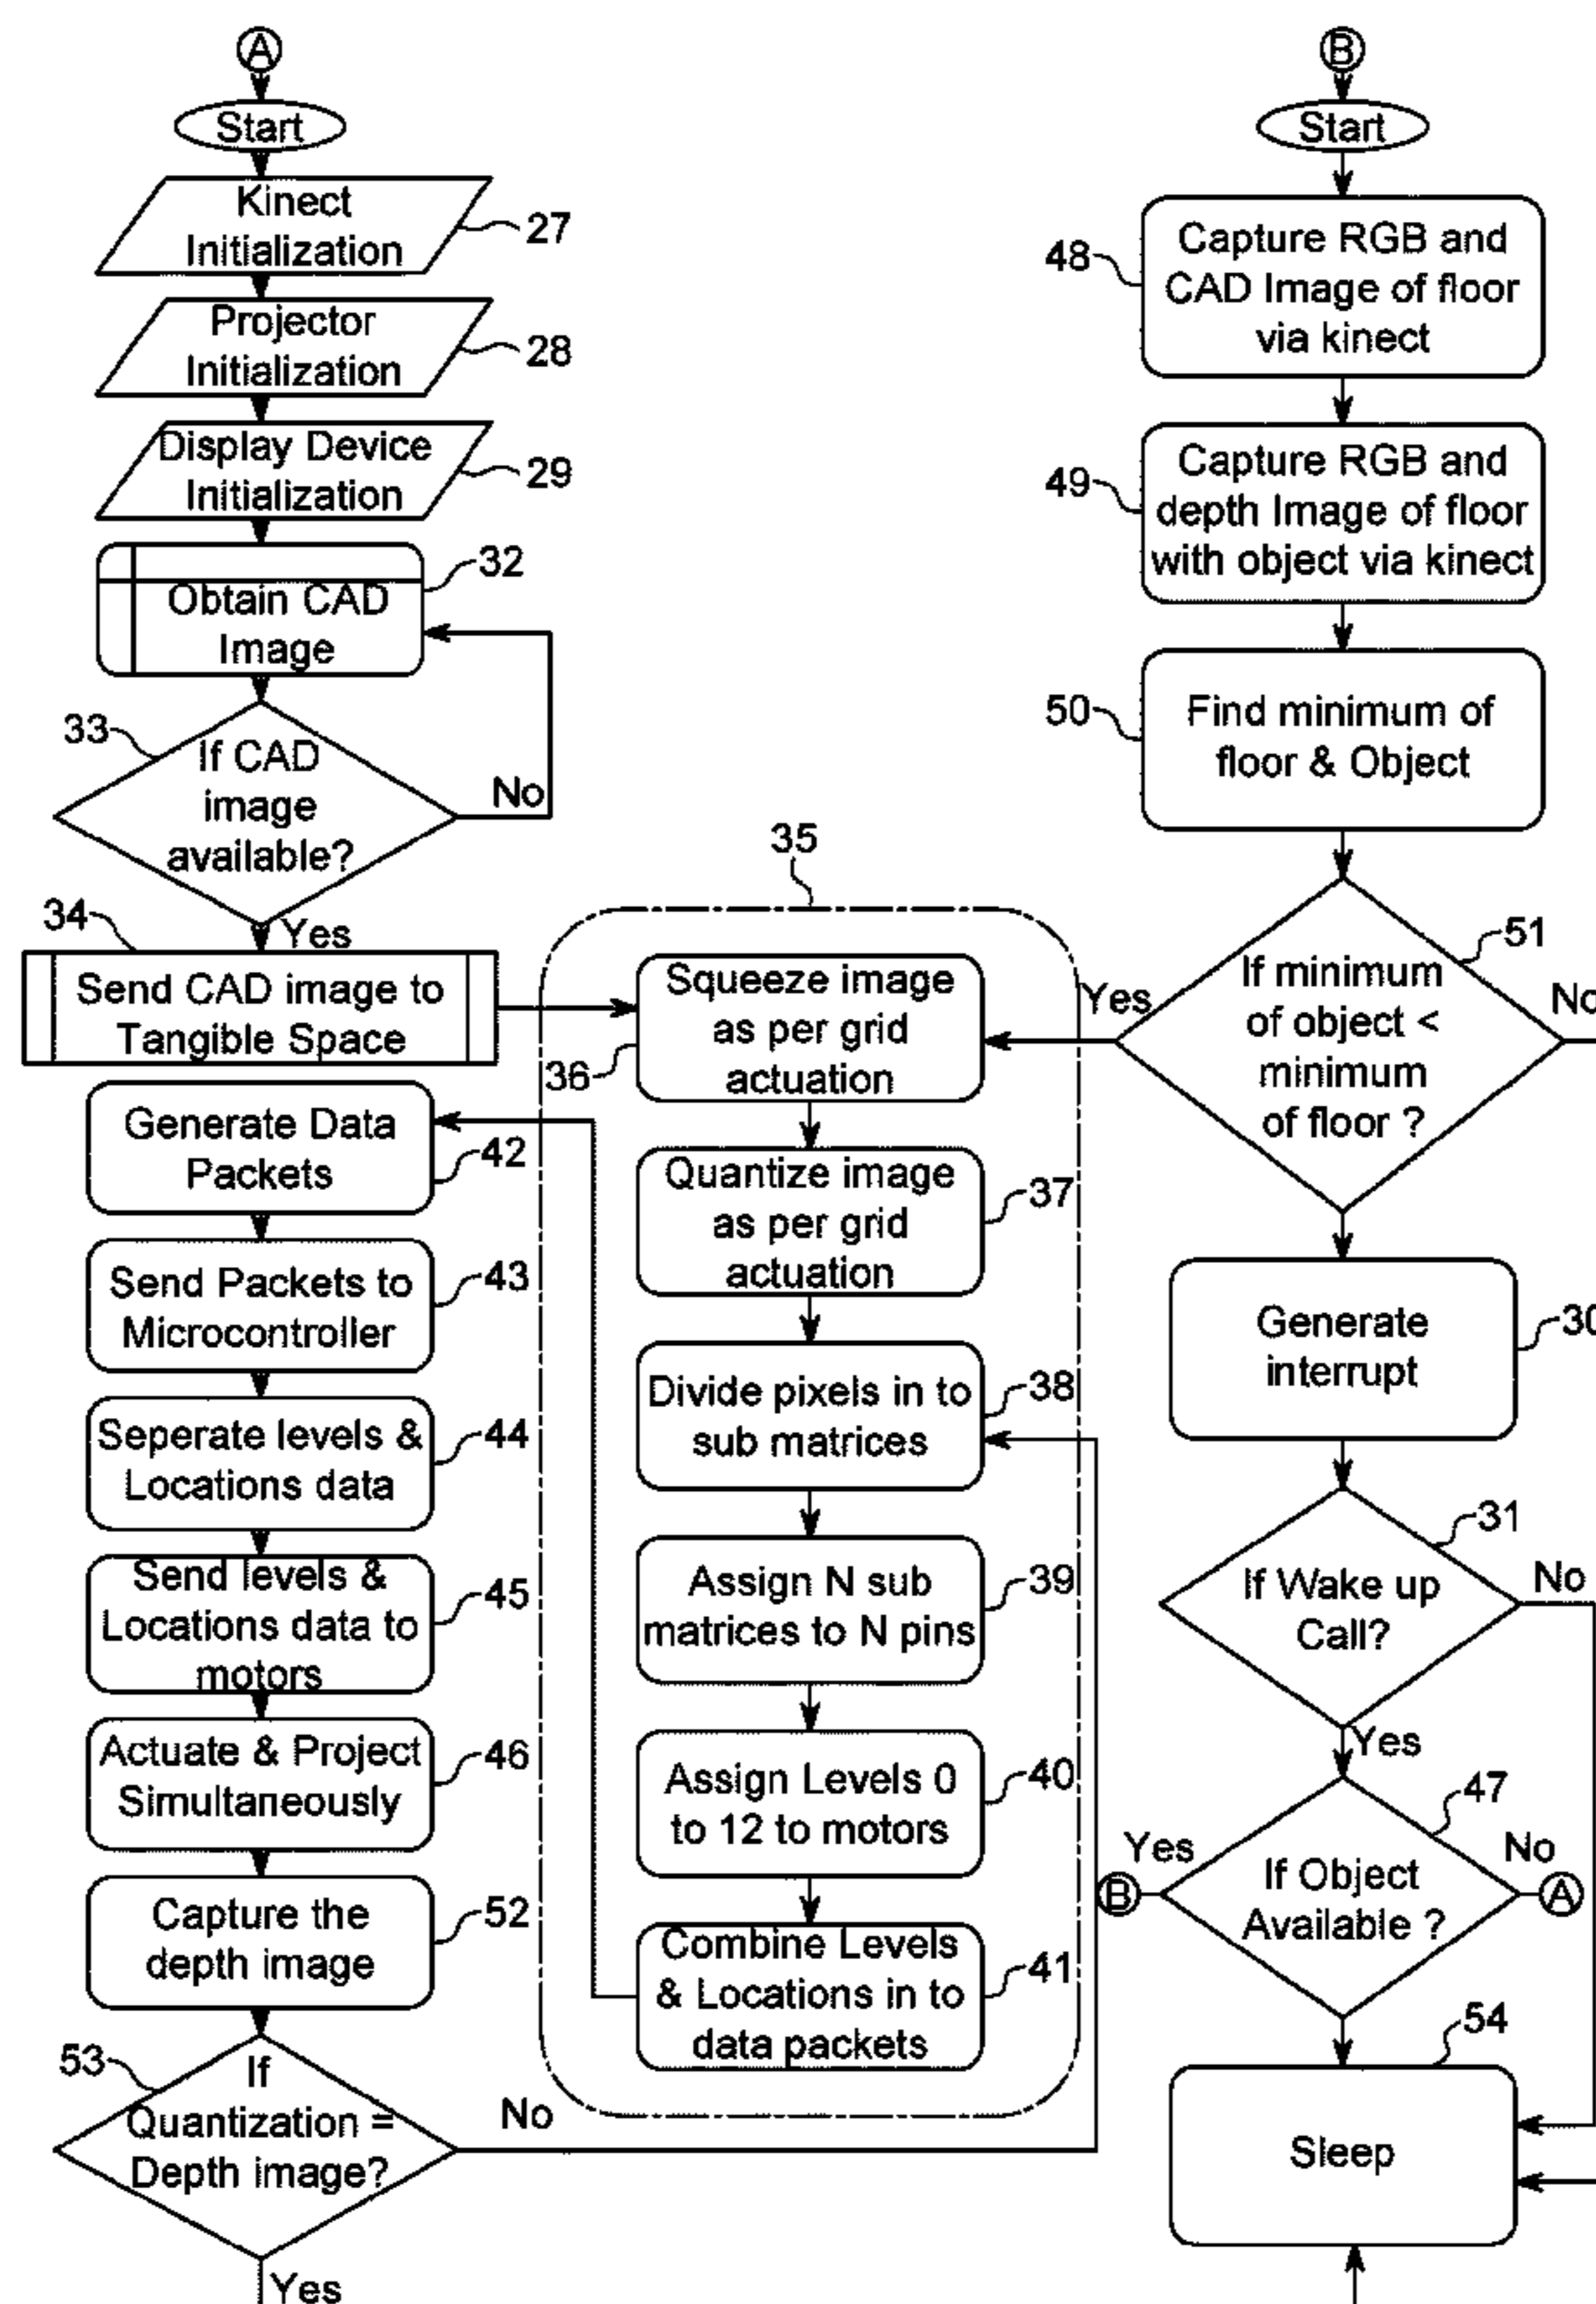 A
Start
Kinect
Initialization
27
Projector
Initialization
28
Display Device
Initialization
29
32
Obtain CAD
Image
33
If CAD
image
available?
No
Yes
34
Send CAD image to
Tangible Space
35
Squeeze image
as per grid
actuation
36
Quantize image
as per grid
actuation
37
Divide pixels in to
sub matrices
38
Assign N sub
matrices to N pins
39
Assign Levels 0
to 12 to motors
40
Combine Levels
& Locations in to
data packets
41
Generate Data
Packets
42
Send Packets to
Microcontroller
43
Seperate levels &
Locations data
44
Send levels &
Locations data to
motors
45
Actuate & Project
Simultaneously
46
Capture the
depth image
52
53
If
Quantization =
Depth image?
No
Yes
B
Start
48
Capture RGB and
CAD Image of floor
via kinect
49
Capture RGB and
depth Image of floor
with object via kinect
50
Find minimum of
floor & Object
51
If minimum
of object <
minimum
of floor ?
Yes
No
Generate
interrupt
30
31
If Wake up
Call?
No
Yes
47
If Object
Available ?
Yes
B
No
A
54
Sleep